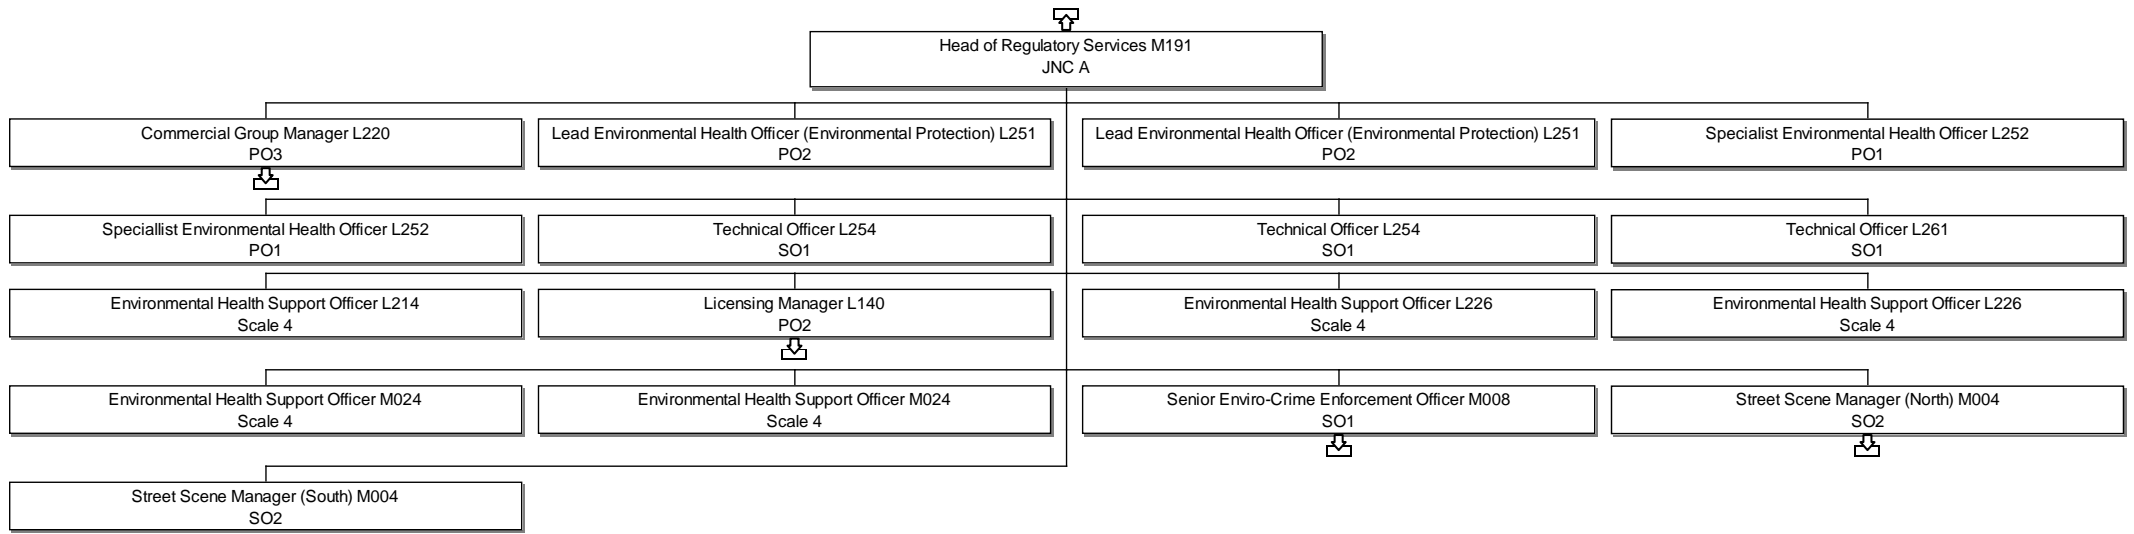 Head of Regulatory Services M191
JNC A
Commercial Group Manager L220
PO3
Lead Environmental Health Officer (Environmental Protection) L251
PO2
Lead Environmental Health Officer (Environmental Protection) L251
PO2
Specialist Environmental Health Officer L252
PO1
Speciallist Environmental Health Officer L252
PO1
Technical Officer L254
SO1
Technical Officer L254
SO1
Technical Officer L261
SO1
Environmental Health Support Officer L214
Scale 4
Licensing Manager L140
PO2
Environmental Health Support Officer L226
Scale 4
Environmental Health Support Officer L226
Scale 4
Environmental Health Support Officer M024
Scale 4
Environmental Health Support Officer M024
Scale 4
Senior Enviro-Crime Enforcement Officer M008
SO1
Street Scene Manager (North) M004
SO2
Street Scene Manager (South) M004
SO2